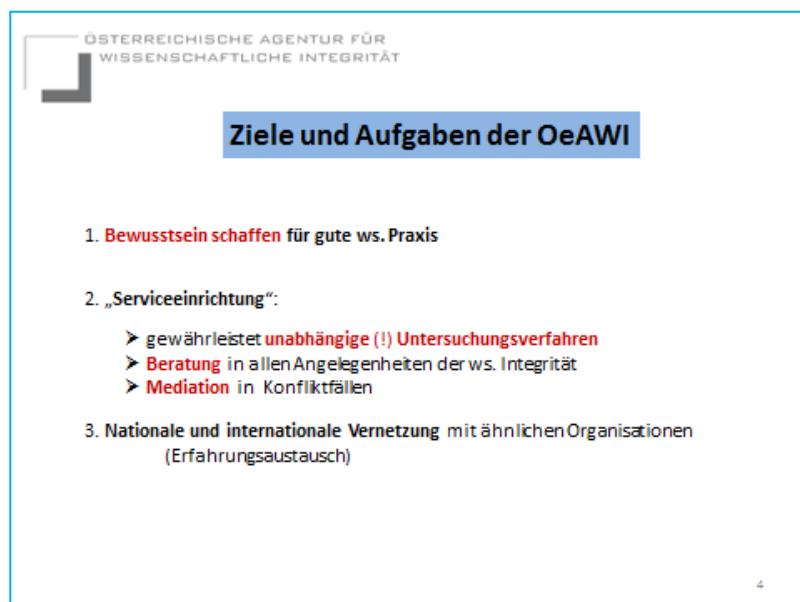 ÖSTERREICHISCHE AGENTUR FÜR
WISSENSCHAFTLICHE INTEGRITÄT
Ziele und Aufgaben der OeAWI
1. Bewusstsein schaffen für gute ws. Praxis
2. „Serviceeinrichtung“:
➢ gewährleistet unabhängige (!) Untersuchungsverfahren
➢ Beratung in allen Angelegenheiten der ws. Integrität
➢ Mediation in Konfliktfällen
3. Nationale und internationale Vernetzung mit ähnlichen Organisationen
(Erfahrungsaustausch)
4